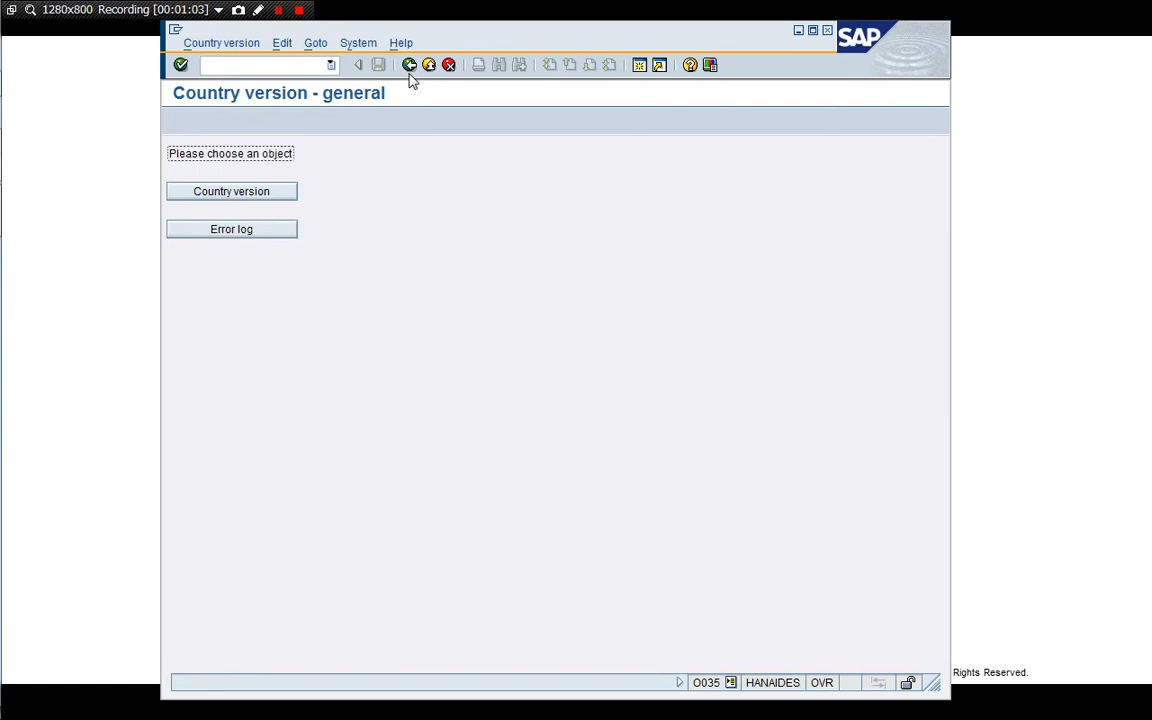 1280x800 Recording [00:01:03]
SAP
Country version Edit Goto System Help
Country version - general
Please choose an object
Country version
Error log
Rights Reserved.
O035 HANAIDES OVR